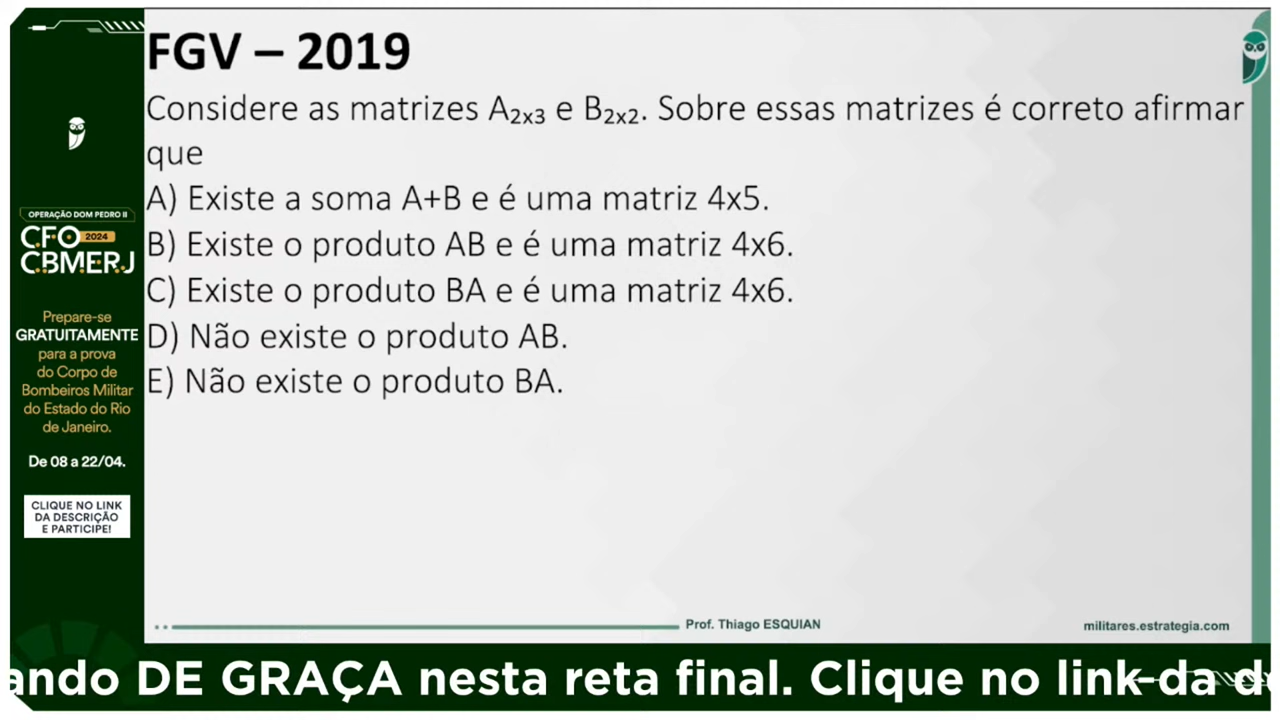 FGV – 2019
Considere as matrizes A₂ₓ₃ e B₂ₓ₂. Sobre essas matrizes é correto afirmar
que
A) Existe a soma A+B e é uma matriz 4x5.
B) Existe o produto AB e é uma matriz 4x6.
C) Existe o produto BA e é uma matriz 4x6.
D) Não existe o produto AB.
E) Não existe o produto BA.
OPERAÇÃO DOM PEDRO II
CFO 2024
CBMERJ
Prepare-se
GRATUITAMENTE
para a prova
do Corpo de
Bombeiros Militar
do Estado do Rio
de Janeiro.
De 08 a 22/04.
CLIQUE NO LINK
DA DESCRIÇÃO
E PARTICIPE!
Prof. Thiago ESQUIAN
militares.estrategia.com
ando DE GRAÇA nesta reta final. Clique no link da d